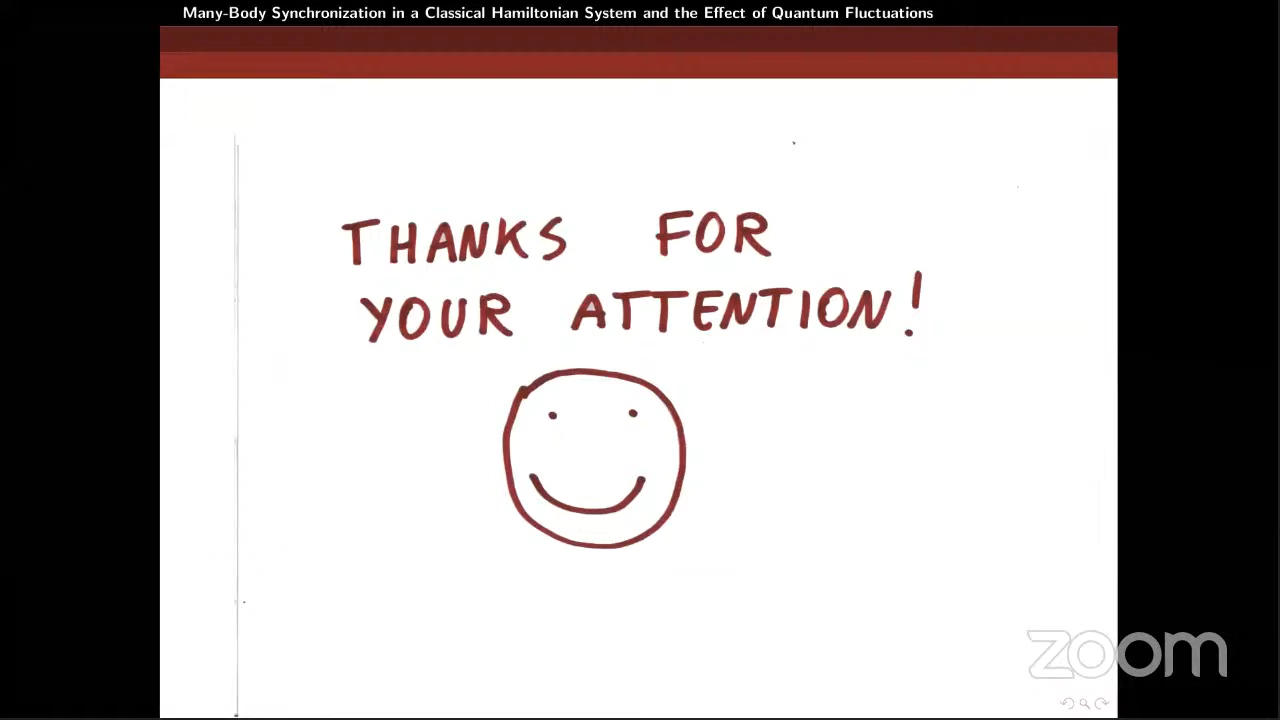 Many-Body Synchronization in a Classical Hamiltonian System and the Effect of Quantum Fluctuations
THANKS FOR
YOUR ATTENTION!
zoom